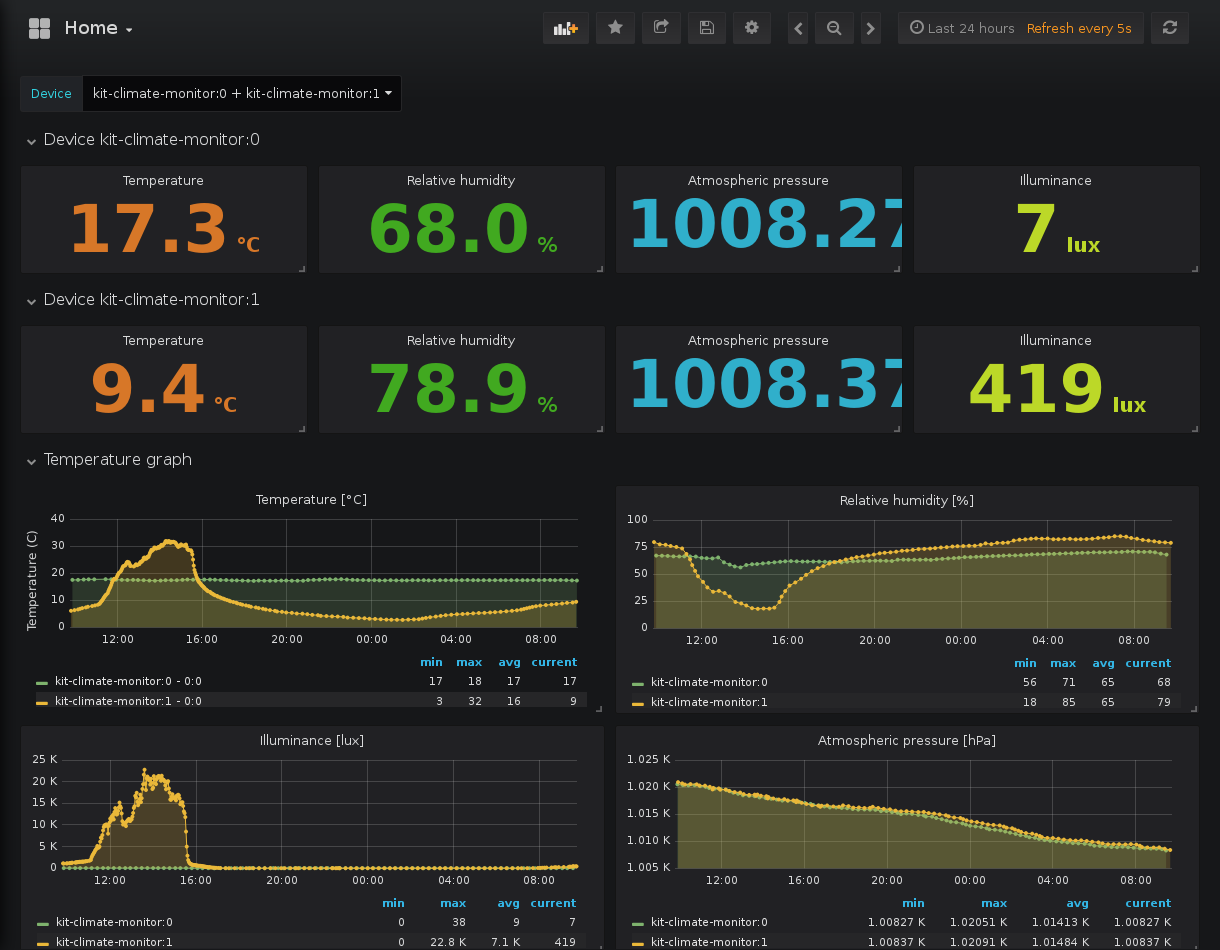 Home
Last 24 hours Refresh every 5s
Device kit-climate-monitor:0 + kit-climate-monitor:1
Device kit-climate-monitor:0
Temperature Relative humidity Atmospheric pressure Illuminance
17.3 °C 68.0 % 1008.27 7 lux
Device kit-climate-monitor:1
Temperature Relative humidity Atmospheric pressure Illuminance
9.4 °C 78.9 % 1008.37 419 lux
Temperature graph
Temperature [°C]
Temperature (C)
40
30
20
10
0
12:00 16:00 20:00 00:00 04:00 08:00
min max avg current
kit-climate-monitor:0 - 0:0 17 18 17 17
kit-climate-monitor:1 - 0:0 3 32 16 9
Relative humidity [%]
100
75
50
25
0
12:00 16:00 20:00 00:00 04:00 08:00
min max avg current
kit-climate-monitor:0 56 71 65 68
kit-climate-monitor:1 18 85 65 79
Illuminance [lux]
25 K
20 K
15 K
10 K
5 K
0
12:00 16:00 20:00 00:00 04:00 08:00
min max avg current
kit-climate-monitor:0 0 38 9 7
kit-climate-monitor:1 0 22.8 K 7.1 K 419
Atmospheric pressure [hPa]
1.025 K
1.020 K
1.015 K
1.010 K
1.005 K
12:00 16:00 20:00 00:00 04:00 08:00
min max avg current
kit-climate-monitor:0 1.00827 K 1.02051 K 1.01413 K 1.00827 K
kit-climate-monitor:1 1.00837 K 1.02091 K 1.01484 K 1.00837 K